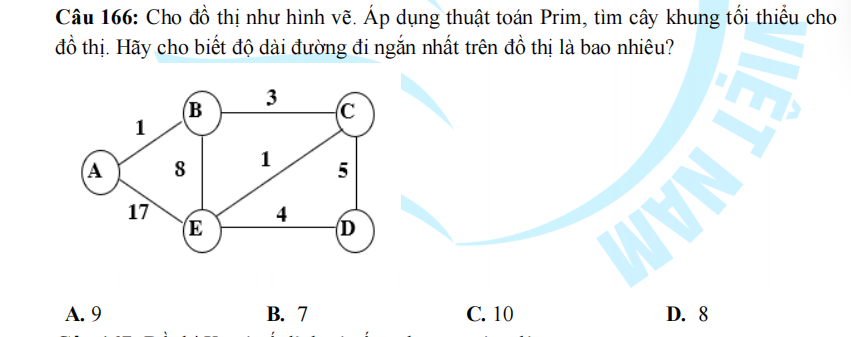 Câu 166: Cho đồ thị như hình vẽ. Áp dụng thuật toán Prim, tìm cây khung tối thiểu cho
đồ thị. Hãy cho biết độ dài đường đi ngắn nhất trên đồ thị là bao nhiêu?
B 3 C
1
A 8 1 5
17 4
E D
VIỆT NAM
A. 9 B. 7 C. 10 D. 8